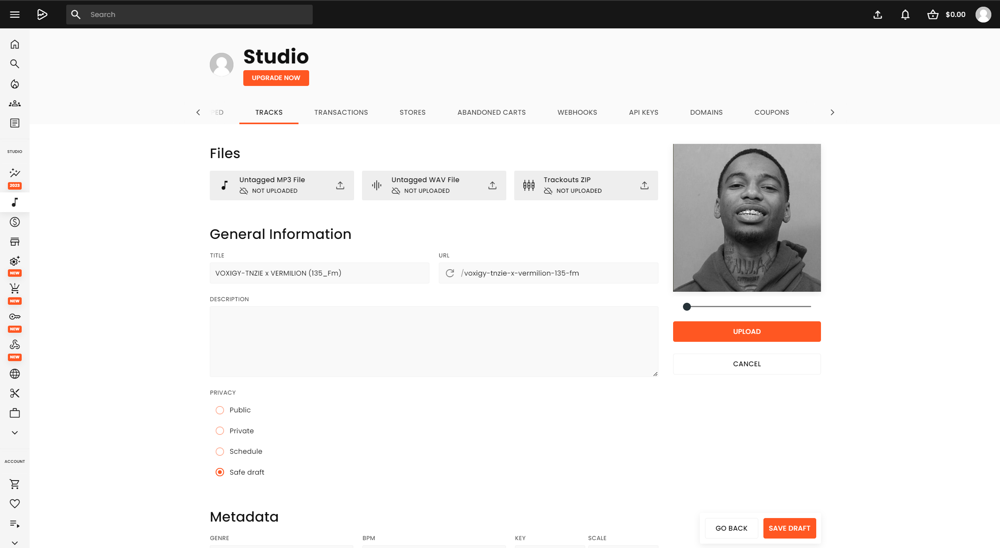 Search
$0.00
Studio
UPGRADE NOW
PED
TRACKS
TRANSACTIONS
STORES
ABANDONED CARTS
WEBHOOKS
API KEYS
DOMAINS
COUPONS
STUDIO
2023
NEW
NEW
NEW
NEW
ACCOUNT
Files
Untagged MP3 File
NOT UPLOADED
Untagged WAV File
NOT UPLOADED
Trackouts ZIP
NOT UPLOADED
General Information
TITLE
VOXIGY-TNZIE x VERMILION (135_Fm)
URL
/voxigy-tnzie-x-vermilion-135-fm
DESCRIPTION
PRIVACY
Public
Private
Schedule
Safe draft
N.W.A.
UPLOAD
CANCEL
Metadata
GENRE
BPM
KEY
SCALE
GO BACK
SAVE DRAFT